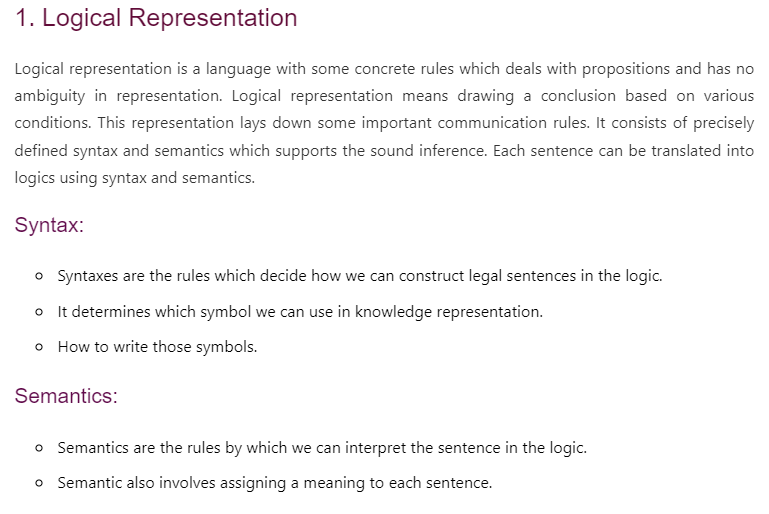 1. Logical Representation
Logical representation is a language with some concrete rules which deals with propositions and has no
ambiguity in representation. Logical representation means drawing a conclusion based on various
conditions. This representation lays down some important communication rules. It consists of precisely
defined syntax and semantics which supports the sound inference. Each sentence can be translated into
logics using syntax and semantics.
Syntax:
Syntaxes are the rules which decide how we can construct legal sentences in the logic.
It determines which symbol we can use in knowledge representation.
How to write those symbols.
Semantics:
Semantics are the rules by which we can interpret the sentence in the logic.
Semantic also involves assigning a meaning to each sentence.